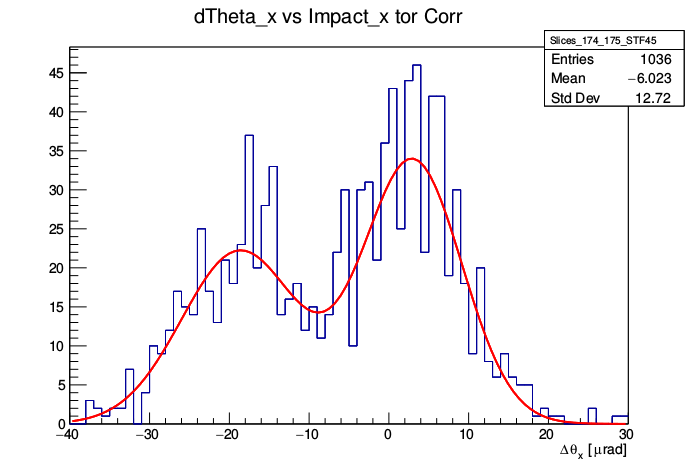 dTheta_x vs Impact_x tor Corr
Slices_174_175_STF45
Entries 1036
Mean −6.023
Std Dev 12.72
45
40
35
30
25
20
15
10
5
0
−40 −30 −20 −10 0 10 20 30
Δθx [μrad]